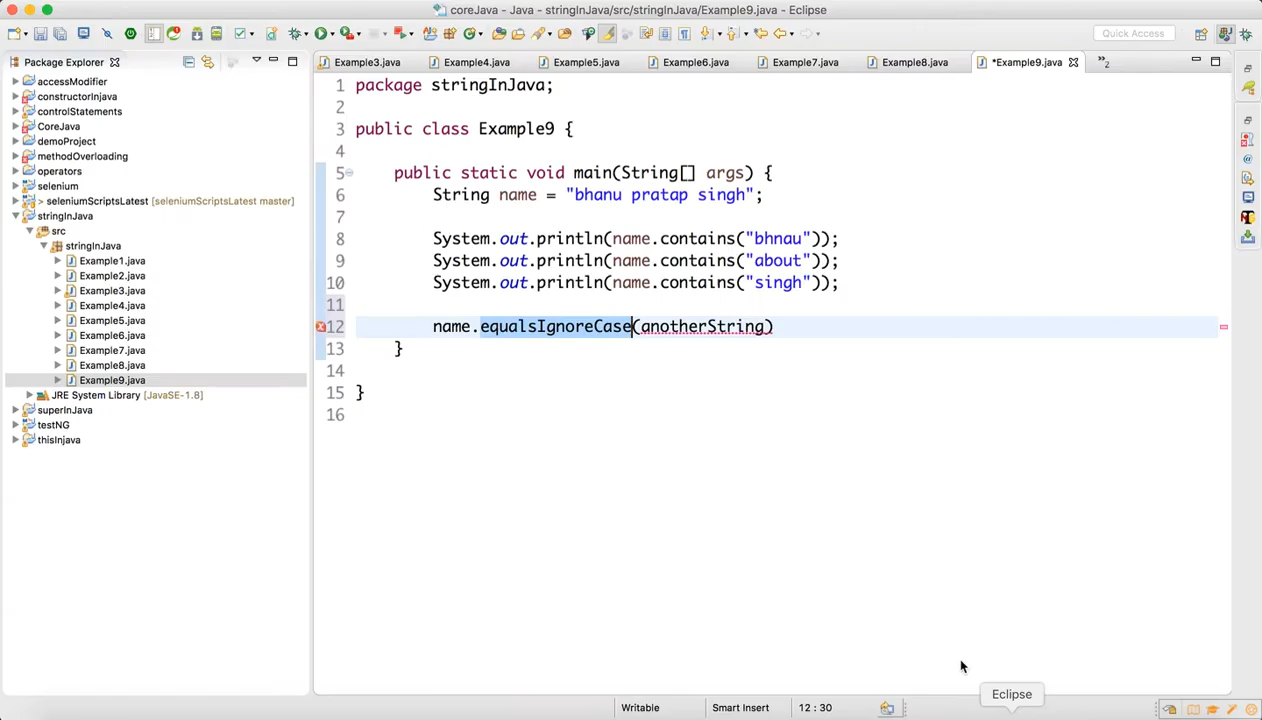 coreJava - Java - stringInJava/src/stringInJava/Example9.java - Eclipse
Quick Access
Package Explorer
Example3.java
Example4.java
Example5.java
Example6.java
Example7.java
Example8.java
*Example9.java
»2
accessModifier
constructorInjava
controlStatements
CoreJava
demoProject
methodOverloading
operators
selenium
> seleniumScriptsLatest [seleniumScriptsLatest master]
stringInJava
src
stringInJava
Example1.java
Example2.java
Example3.java
Example4.java
Example5.java
Example6.java
Example7.java
Example8.java
Example9.java
JRE System Library [JavaSE-1.8]
superInJava
testNG
thisInjava
1 package stringInJava;
2
3 public class Example9 {
4
5 public static void main(String[] args) {
6 String name = "bhanu pratap singh";
7
8 System.out.println(name.contains("bhnau"));
9 System.out.println(name.contains("about"));
10 System.out.println(name.contains("singh"));
11
12 name.equalsIgnoreCase(anotherString)
13 }
14
15 }
16
Eclipse
Writable
Smart Insert
12 : 30